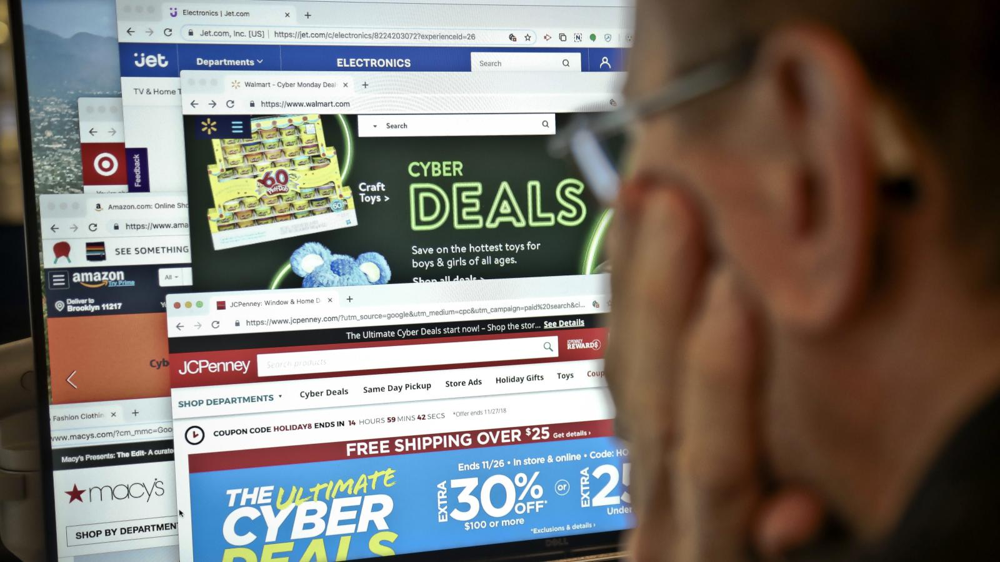 Electronics | Jet.com
Jet.com, Inc. [US] | https://jet.com/c/electronics/8224203072?experienceId=26
jet
Departments
ELECTRONICS
Search
TV & Home T
Walmart - Cyber Monday Deal
https://www.walmart.com
Search
60
Play-Doh
60
Craft
Toys >
CYBER
DEALS
Save on the hottest toys for
boys & girls of all ages.
Shop all deals >
Feedback
Amazon.com: Online Sho
https://www.ama
SEE SOMETHING
amazon
Try Prime
All
Deliver to
Brooklyn 11217
Cyb
JCPenney: Window & Home D
https://www.jcpenney.com/?utm_source=google&utm_medium=cpc&utm_campaign=paid%20search&ci...
The Ultimate Cyber Deals start now! – Shop the stor... See Details
JCPenney
Search products
JCPENNEY
REWARD$
SHOP DEPARTMENTS
Cyber Deals
Same Day Pickup
Store Ads
Holiday Gifts
Toys
Coup
COUPON CODE HOLIDAY8 ENDS IN 14 HOURS 59 MINS 42 SECS *Offer ends 11/27/18
FREE SHIPPING OVER $25 Get details ›
THE ULTIMATE
CYBER
DEALS
Ends 11/26 • In store & online • Code: HO
EXTRA 30% OFF*
$100 or more
or
EXTRA 25
Under
*Exclusions & details ›
Fashion Clothin
www.macys.com/?cm_mmc=Goo
Macy's Presents: The Edit- A curate
macy's
SHOP BY DEPARTMEN
DELL